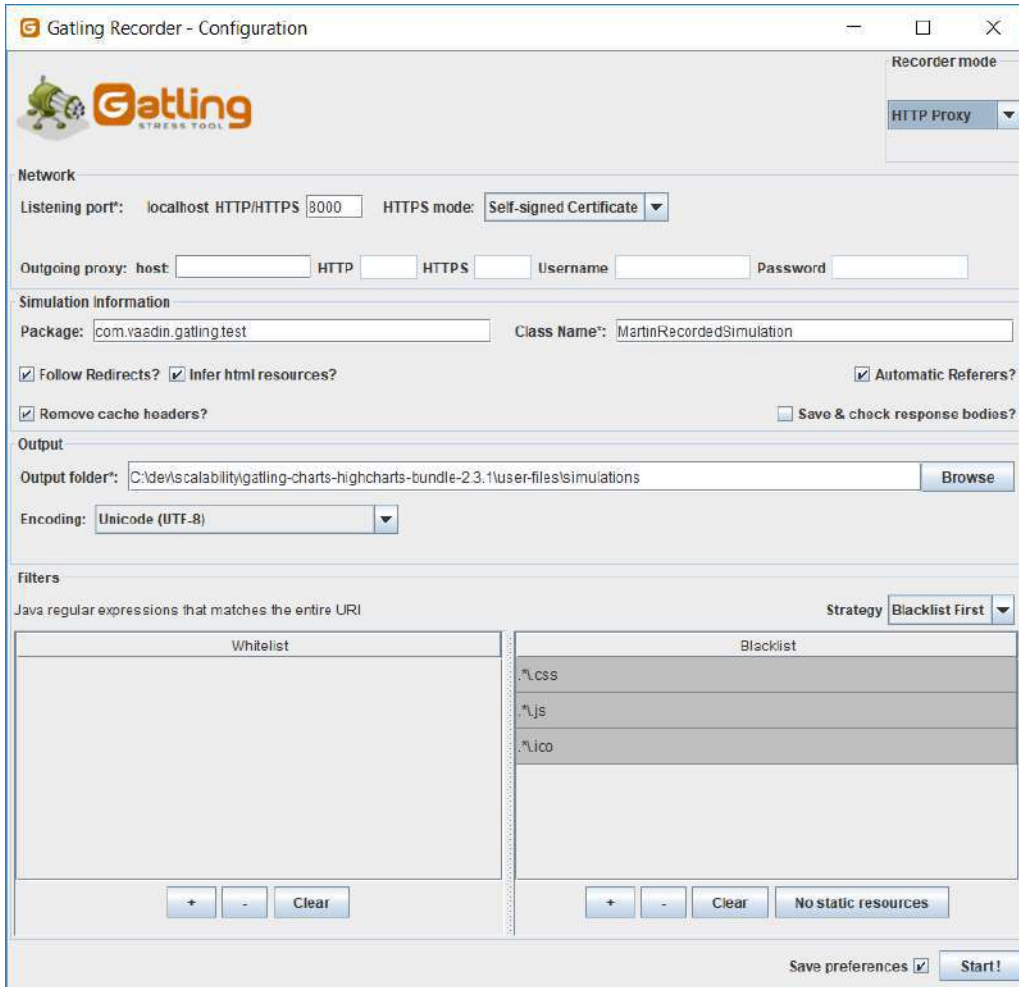 Gatling Recorder - Configuration
Gatling
STRESS TOOL
Recorder mode
HTTP Proxy
Network
Listening port*: localhost HTTP/HTTPS 8000 HTTPS mode: Self-signed Certificate
Outgoing proxy: host: HTTP HTTPS Username Password
Simulation Information
Package: com.vaadin.gatling.test Class Name*: MartinRecordedSimulation
Follow Redirects? Infer html resources? Automatic Referers?
Remove cache headers? Save & check response bodies?
Output
Output folder*: C:\dev\scalability\gatling-charts-highcharts-bundle-2.3.1\user-files\simulations Browse
Encoding: Unicode (UTF-8)
Filters
Java regular expressions that matches the entire URI Strategy Blacklist First
Whitelist Blacklist
.*\.css
.*\.js
.*\.ico
+ - Clear + - Clear No static resources
Save preferences Start!